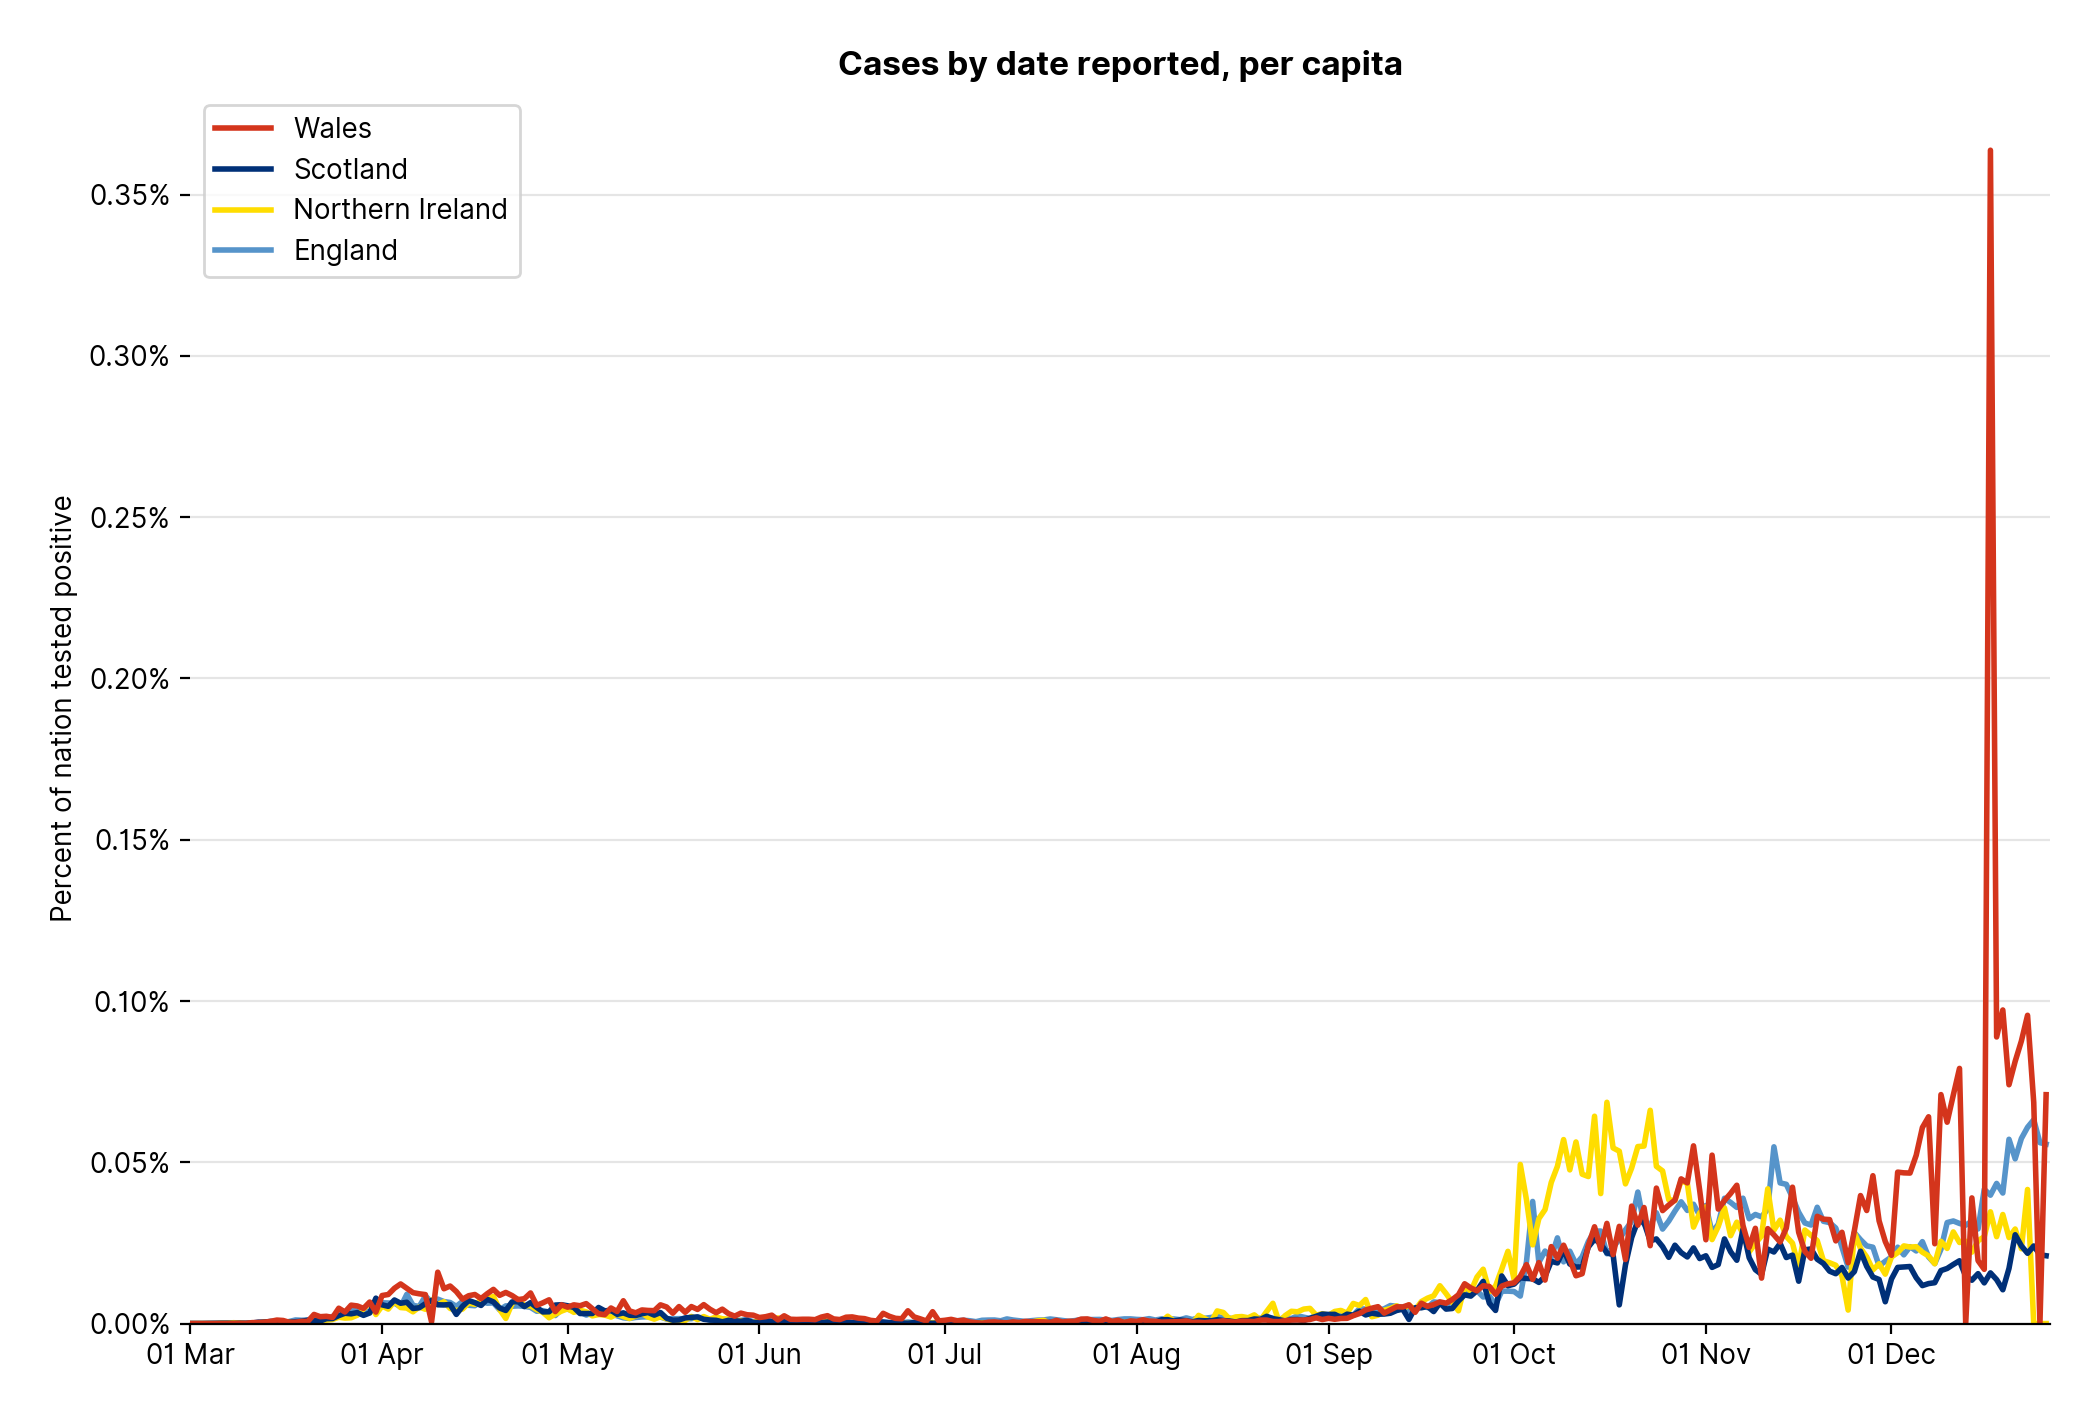 Cases by date reported, per capita
Wales
Scotland
Northern Ireland
England
Percent of nation tested positive
0.35%
0.30%
0.25%
0.20%
0.15%
0.10%
0.05%
0.00%
01 Mar
01 Apr
01 May
01 Jun
01 Jul
01 Aug
01 Sep
01 Oct
01 Nov
01 Dec